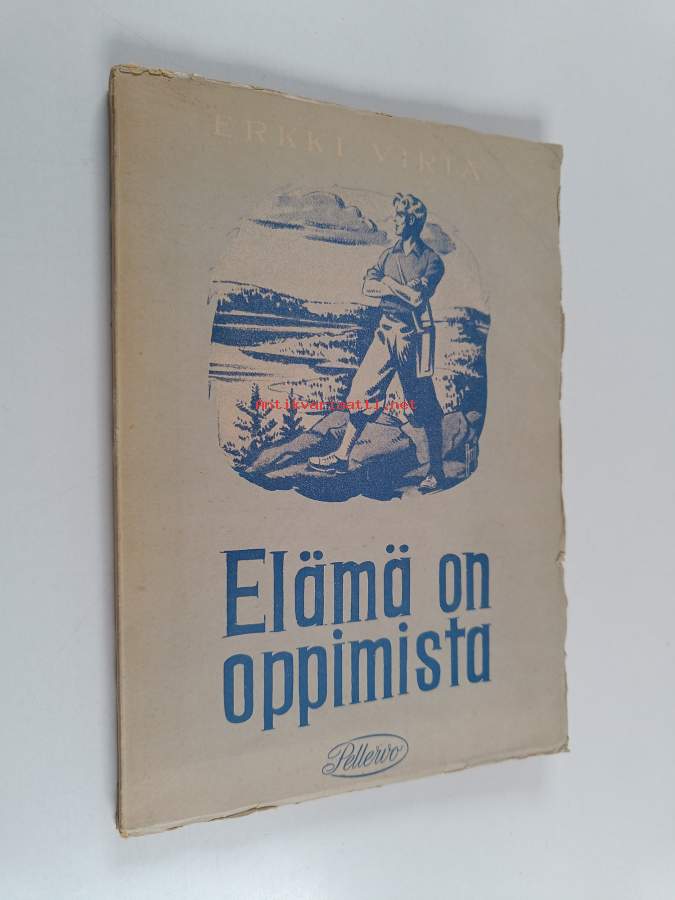 ERKKI VIRTA
Antikvariaatti.net
Elämä on
oppimista
Pellervo